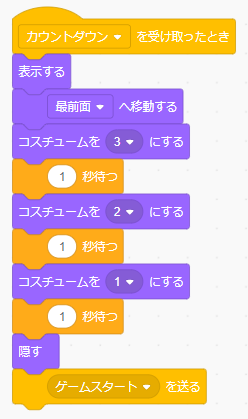 カウントダウン を受け取ったとき
表示する
最前面 へ移動する
コスチュームを 3 にする
1 秒待つ
コスチュームを 2 にする
1 秒待つ
コスチュームを 1 にする
1 秒待つ
隠す
ゲームスタート を送る